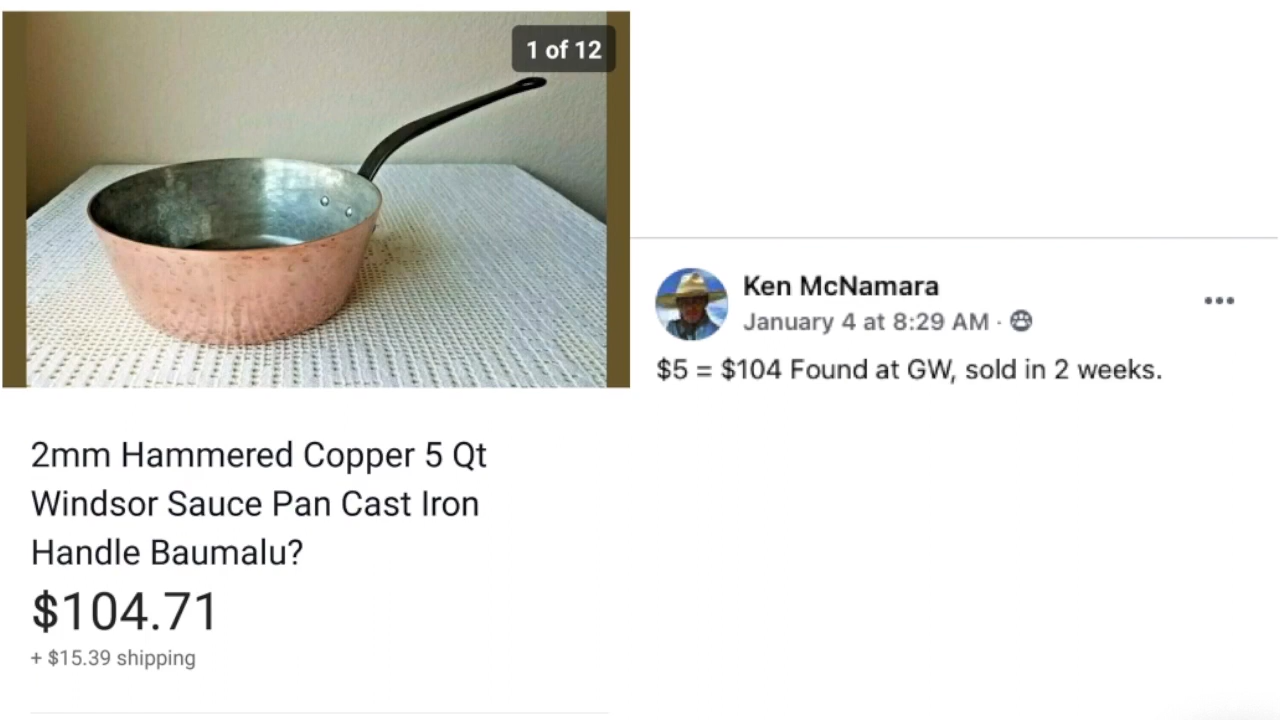 1 of 12
2mm Hammered Copper 5 Qt
Windsor Sauce Pan Cast Iron
Handle Baumalu?
$104.71
+ $15.39 shipping
Ken McNamara
January 4 at 8:29 AM ·
$5 = $104 Found at GW, sold in 2 weeks.